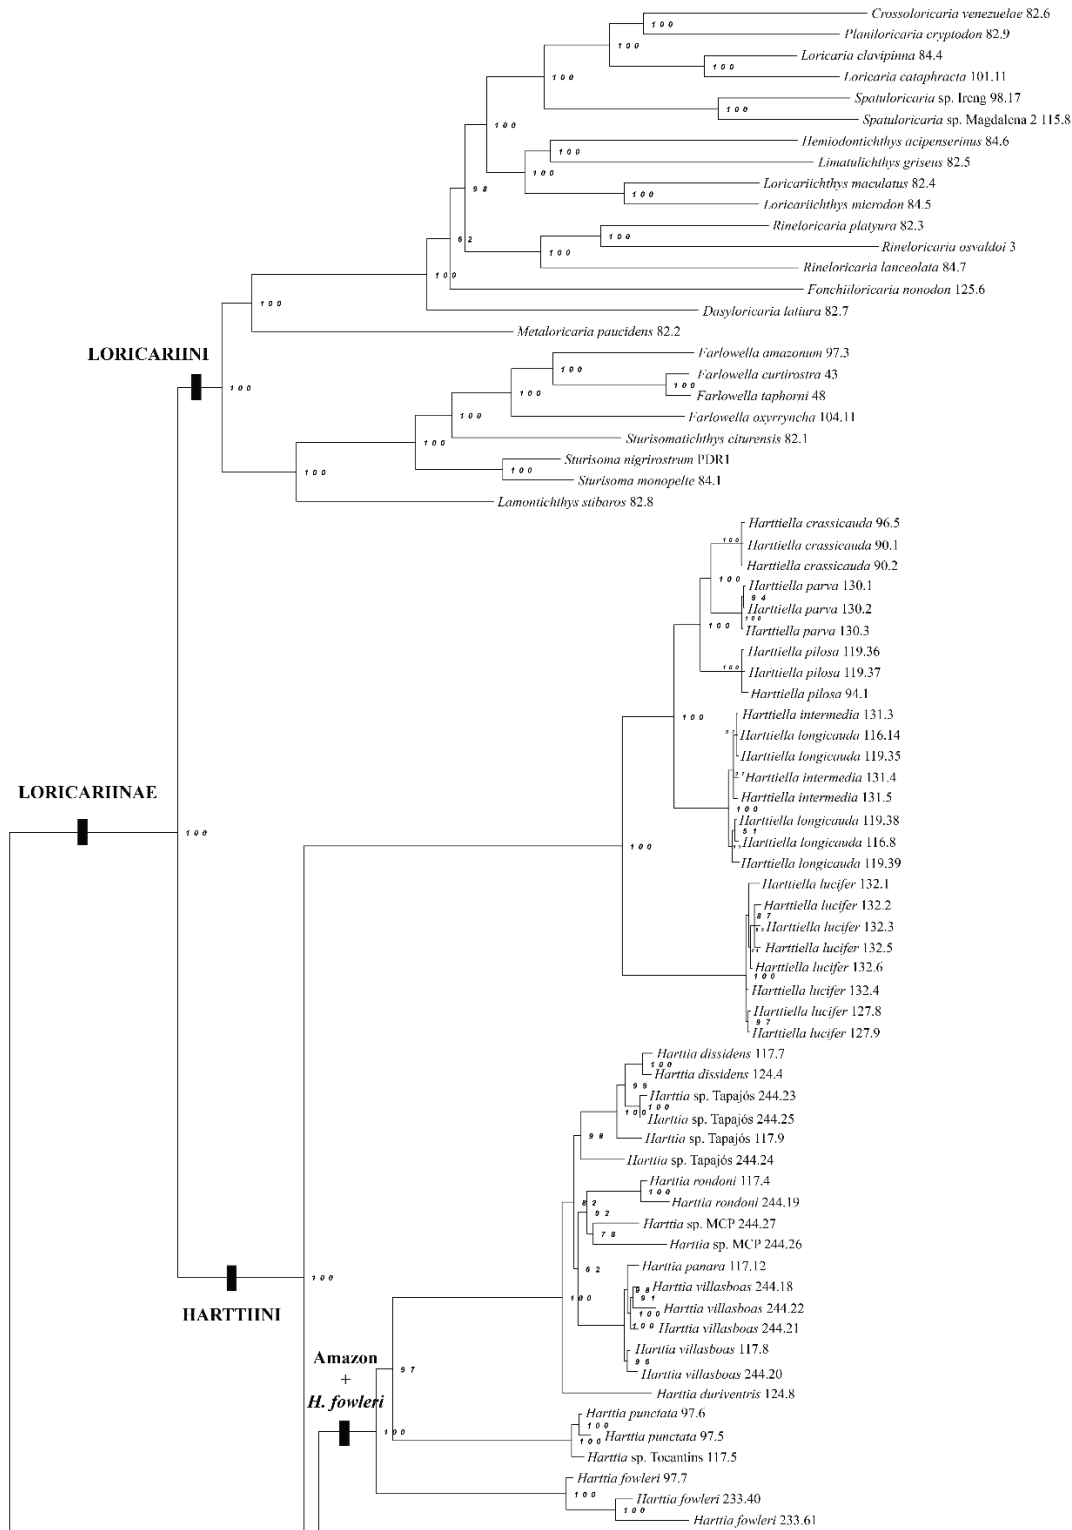 Crossoloricaria venezuelae 82.6
100
Planiloricaria cryptodon 82.9
100
Loricaria clavipinna 84.4
100
Loricaria cataphracta 101.11
100
Spatuloricaria sp. Ireng 98.17
100
Spatuloricaria sp. Magdalena 2 115.8
100
Hemiodontichthys acipenserinus 84.6
100
Limatulichthys griseus 82.5
100
Loricariichthys maculatus 82.4
98
100
Loricariichthys microdon 84.5
Rineloricaria platyura 82.3
62
100
Rineloricaria osvaldoi 3
100
Rineloricaria lanceolata 84.7
100
Fonchiiloricaria nonodon 125.6
100
Dasyloricaria latiura 82.7
Metaloricaria paucidens 82.2
LORICARIINI
Farlowella amazonum 97.3
100
Farlowella curtirostra 43
100
100
100
Farlowella taphorni 48
Farlowella oxyrryncha 104.11
100
Sturisomatichthys citurensis 82.1
100
Sturisoma nigrirostrum PDR1
100
100
Sturisoma monopelte 84.1
Lamontichthys stibaros 82.8
Harttiella crassicauda 96.5
100
Harttiella crassicauda 90.1
Harttiella crassicauda 90.2
100
Harttiella parva 130.1
94
Harttiella parva 130.2
100
100
Harttiella parva 130.3
Harttiella pilosa 119.36
100
Harttiella pilosa 119.37
Harttiella pilosa 94.1
Harttiella intermedia 131.3
100
Harttiella longicauda 116.14
Harttiella longicauda 119.35
Harttiella intermedia 131.4
LORICARIINAE
Harttiella intermedia 131.5
100
Harttiella longicauda 119.38
100
51
Harttiella longicauda 116.8
100
Harttiella longicauda 119.39
Harttiella lucifer 132.1
Harttiella lucifer 132.2
87
Harttiella lucifer 132.3
Harttiella lucifer 132.5
Harttiella lucifer 132.6
100
Harttiella lucifer 132.4
Harttiella lucifer 127.8
97
Harttiella lucifer 127.9
Harttia dissidens 117.7
100
Harttia dissidens 124.4
99
Harttia sp. Tapajós 244.23
100
100
Harttia sp. Tapajós 244.25
98
Harttia sp. Tapajós 117.9
Harttia sp. Tapajós 244.24
Harttia rondoni 117.4
100
82
Harttia rondoni 244.19
92
Harttia sp. MCP 244.27
78
Harttia sp. MCP 244.26
62
Harttia panara 117.12
100
Harttia villasboas 244.18
98
91
100
Harttia villasboas 244.22
100
HARTTIINI
100
Harttia villasboas 244.21
Harttia villasboas 117.8
96
Amazon
+
H. fowleri
97
Harttia villasboas 244.20
Harttia duriventris 124.8
Harttia punctata 97.6
100
100
Harttia punctata 97.5
100
Harttia sp. Tocantins 117.5
Harttia fowleri 97.7
100
Harttia fowleri 233.40
100
Harttia fowleri 233.61